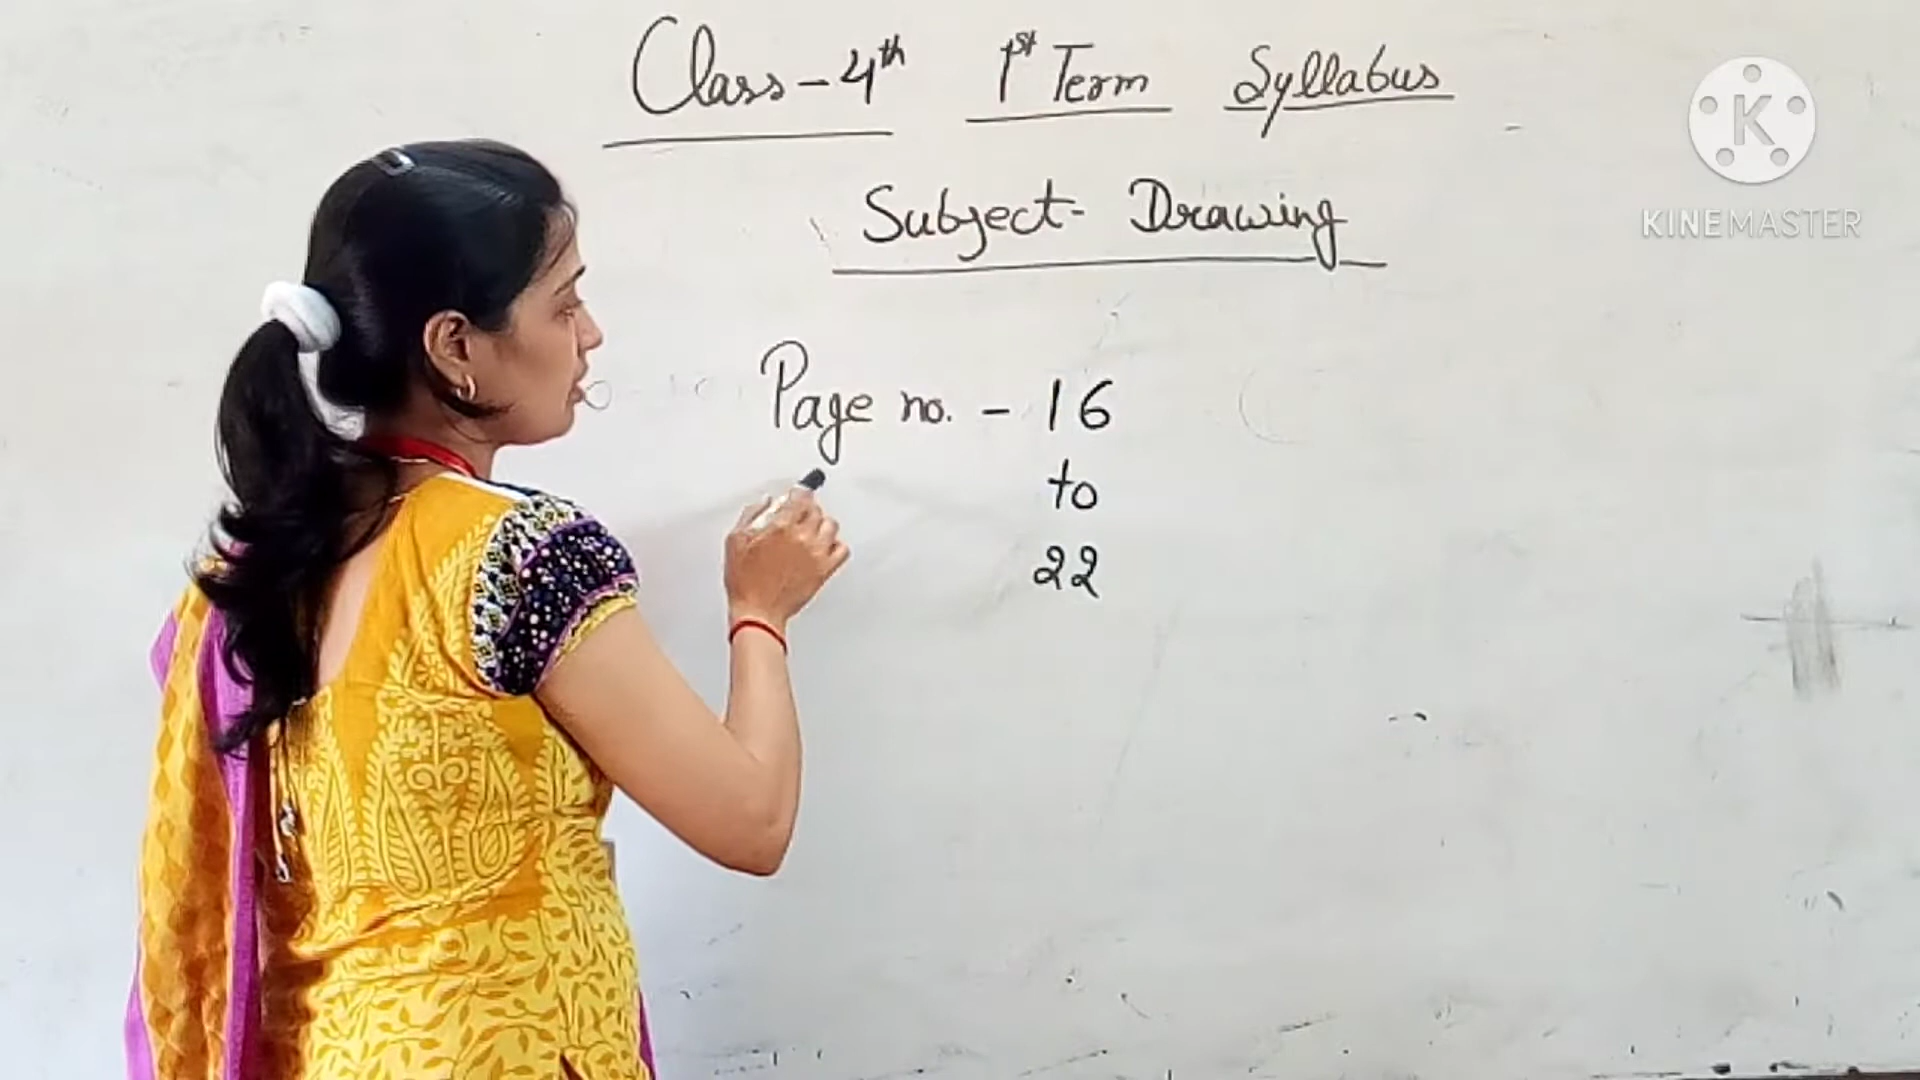 Class-4th 1st Term Syllabus
Subject- Drawing
Page no. - 16
to
22
K
KINEMASTER